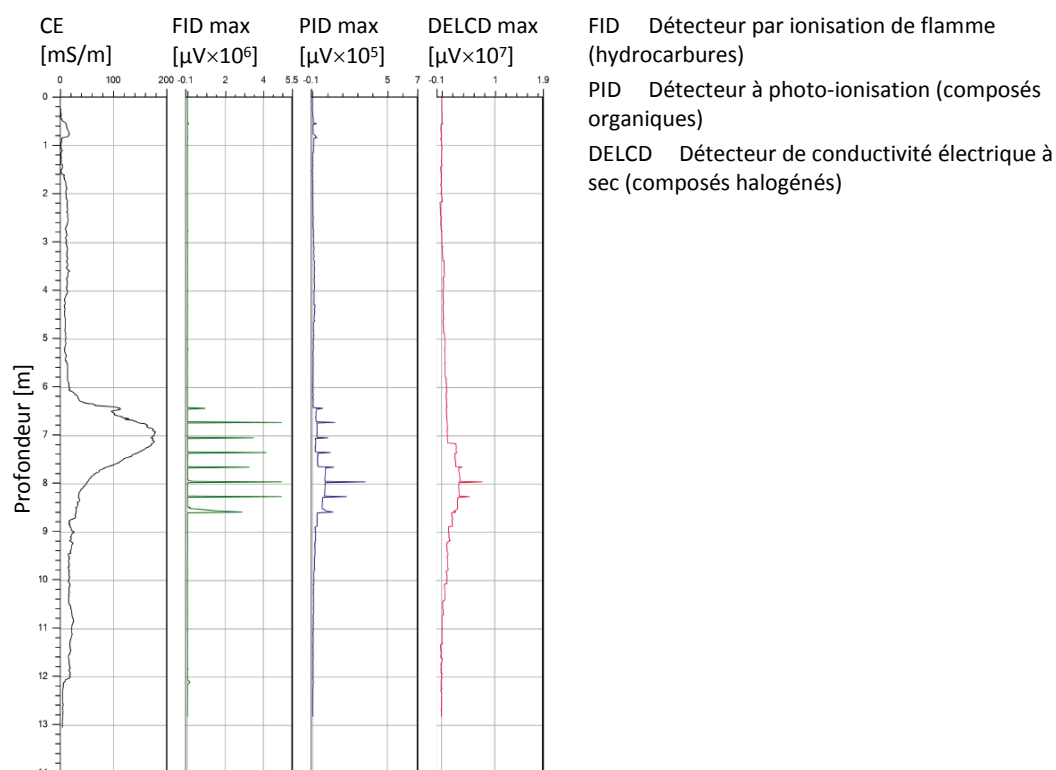 CE
[mS/m]
FID max
[µV×10⁶]
PID max
[µV×10⁵]
DELCD max
[µV×10⁷]
0 100 200
-0.1 2 4 5.5
-0.1 5 7
-0.1 1 1.9
Profondeur [m]
0
1
2
3
4
5
6
7
8
9
10
11
12
13
FID Détecteur par ionisation de flamme
(hydrocarbures)
PID Détecteur à photo-ionisation (composés
organiques)
DELCD Détecteur de conductivité électrique à
sec (composés halogénés)